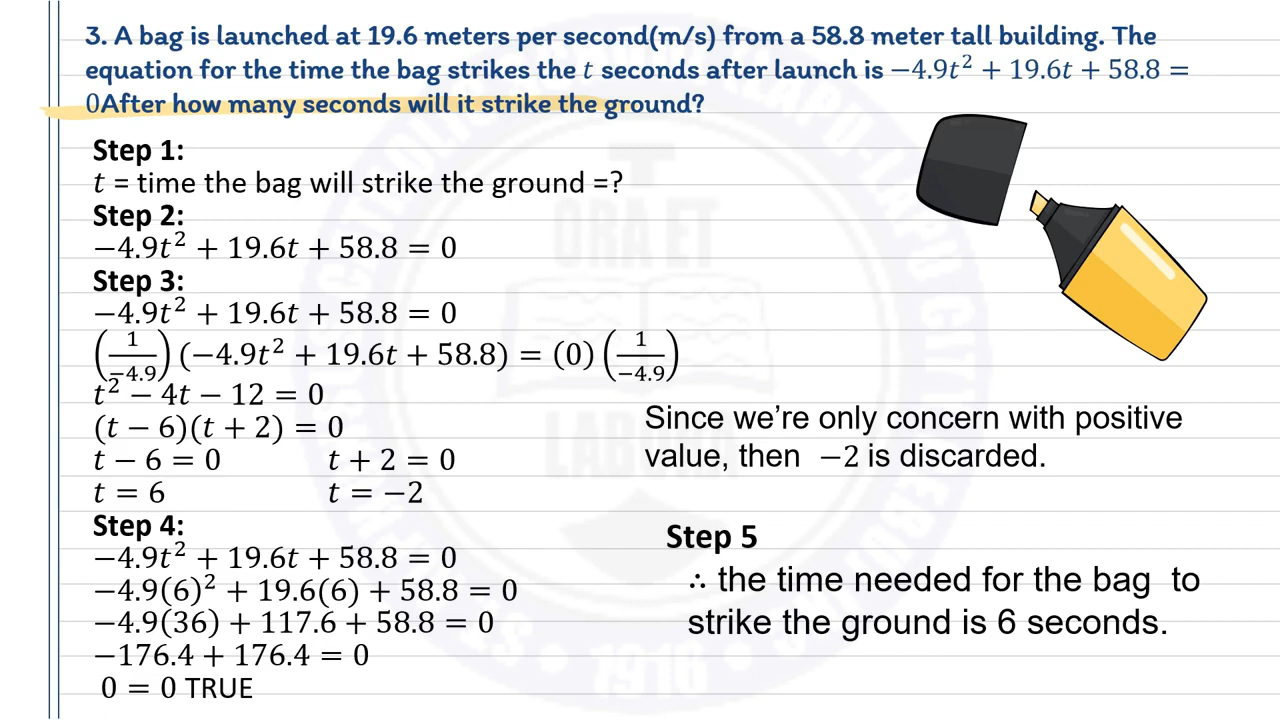 3. A bag is launched at 19.6 meters per second(m/s) from a 58.8 meter tall building. The
equation for the time the bag strikes the t seconds after launch is −4.9t² + 19.6t + 58.8 =
0After how many seconds will it strike the ground?
Step 1:
t = time the bag will strike the ground =?
Step 2:
−4.9t² + 19.6t + 58.8 = 0
Step 3:
−4.9t² + 19.6t + 58.8 = 0
(1/−4.9)(−4.9t² + 19.6t + 58.8) = (0)(1/−4.9)
t² − 4t − 12 = 0
(t − 6)(t + 2) = 0
t − 6 = 0 t + 2 = 0
t = 6 t = −2
Since we’re only concern with positive
value, then −2 is discarded.
Step 4:
−4.9t² + 19.6t + 58.8 = 0
−4.9(6)² + 19.6(6) + 58.8 = 0
−4.9(36) + 117.6 + 58.8 = 0
−176.4 + 176.4 = 0
0 = 0 TRUE
Step 5
∴ the time needed for the bag to
strike the ground is 6 seconds.
ORA ET
LABORA
1916